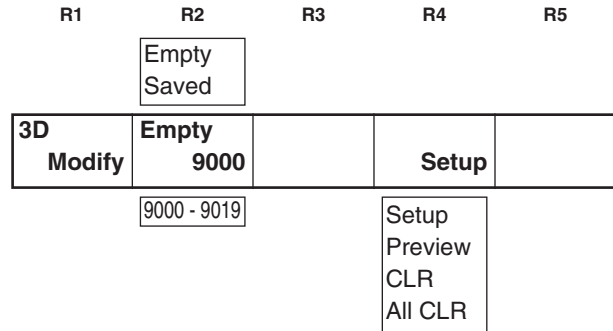 R1 R2 R3 R4 R5
Empty
Saved
3D Empty
Modify 9000 Setup
9000 - 9019
Setup
Preview
CLR
All CLR